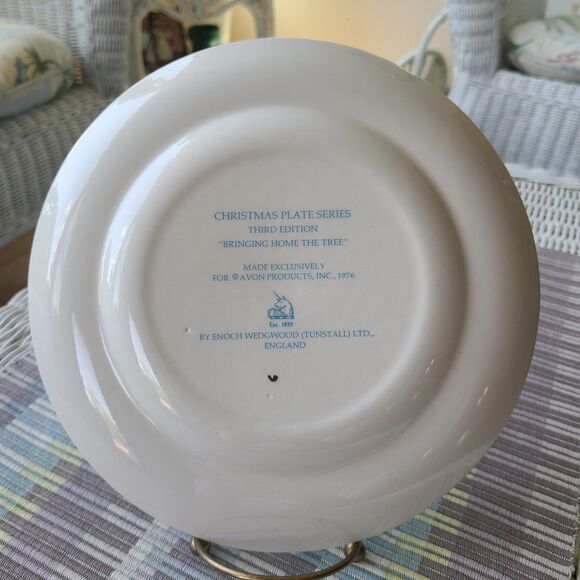 CHRISTMAS PLATE SERIES
THIRD EDITION
"BRINGING HOME THE TREE"
MADE EXCLUSIVELY
FOR ©AVON PRODUCTS, INC., 1976
Est. 1835
BY ENOCH WEDGWOOD (TUNSTALL) LTD.,
ENGLAND